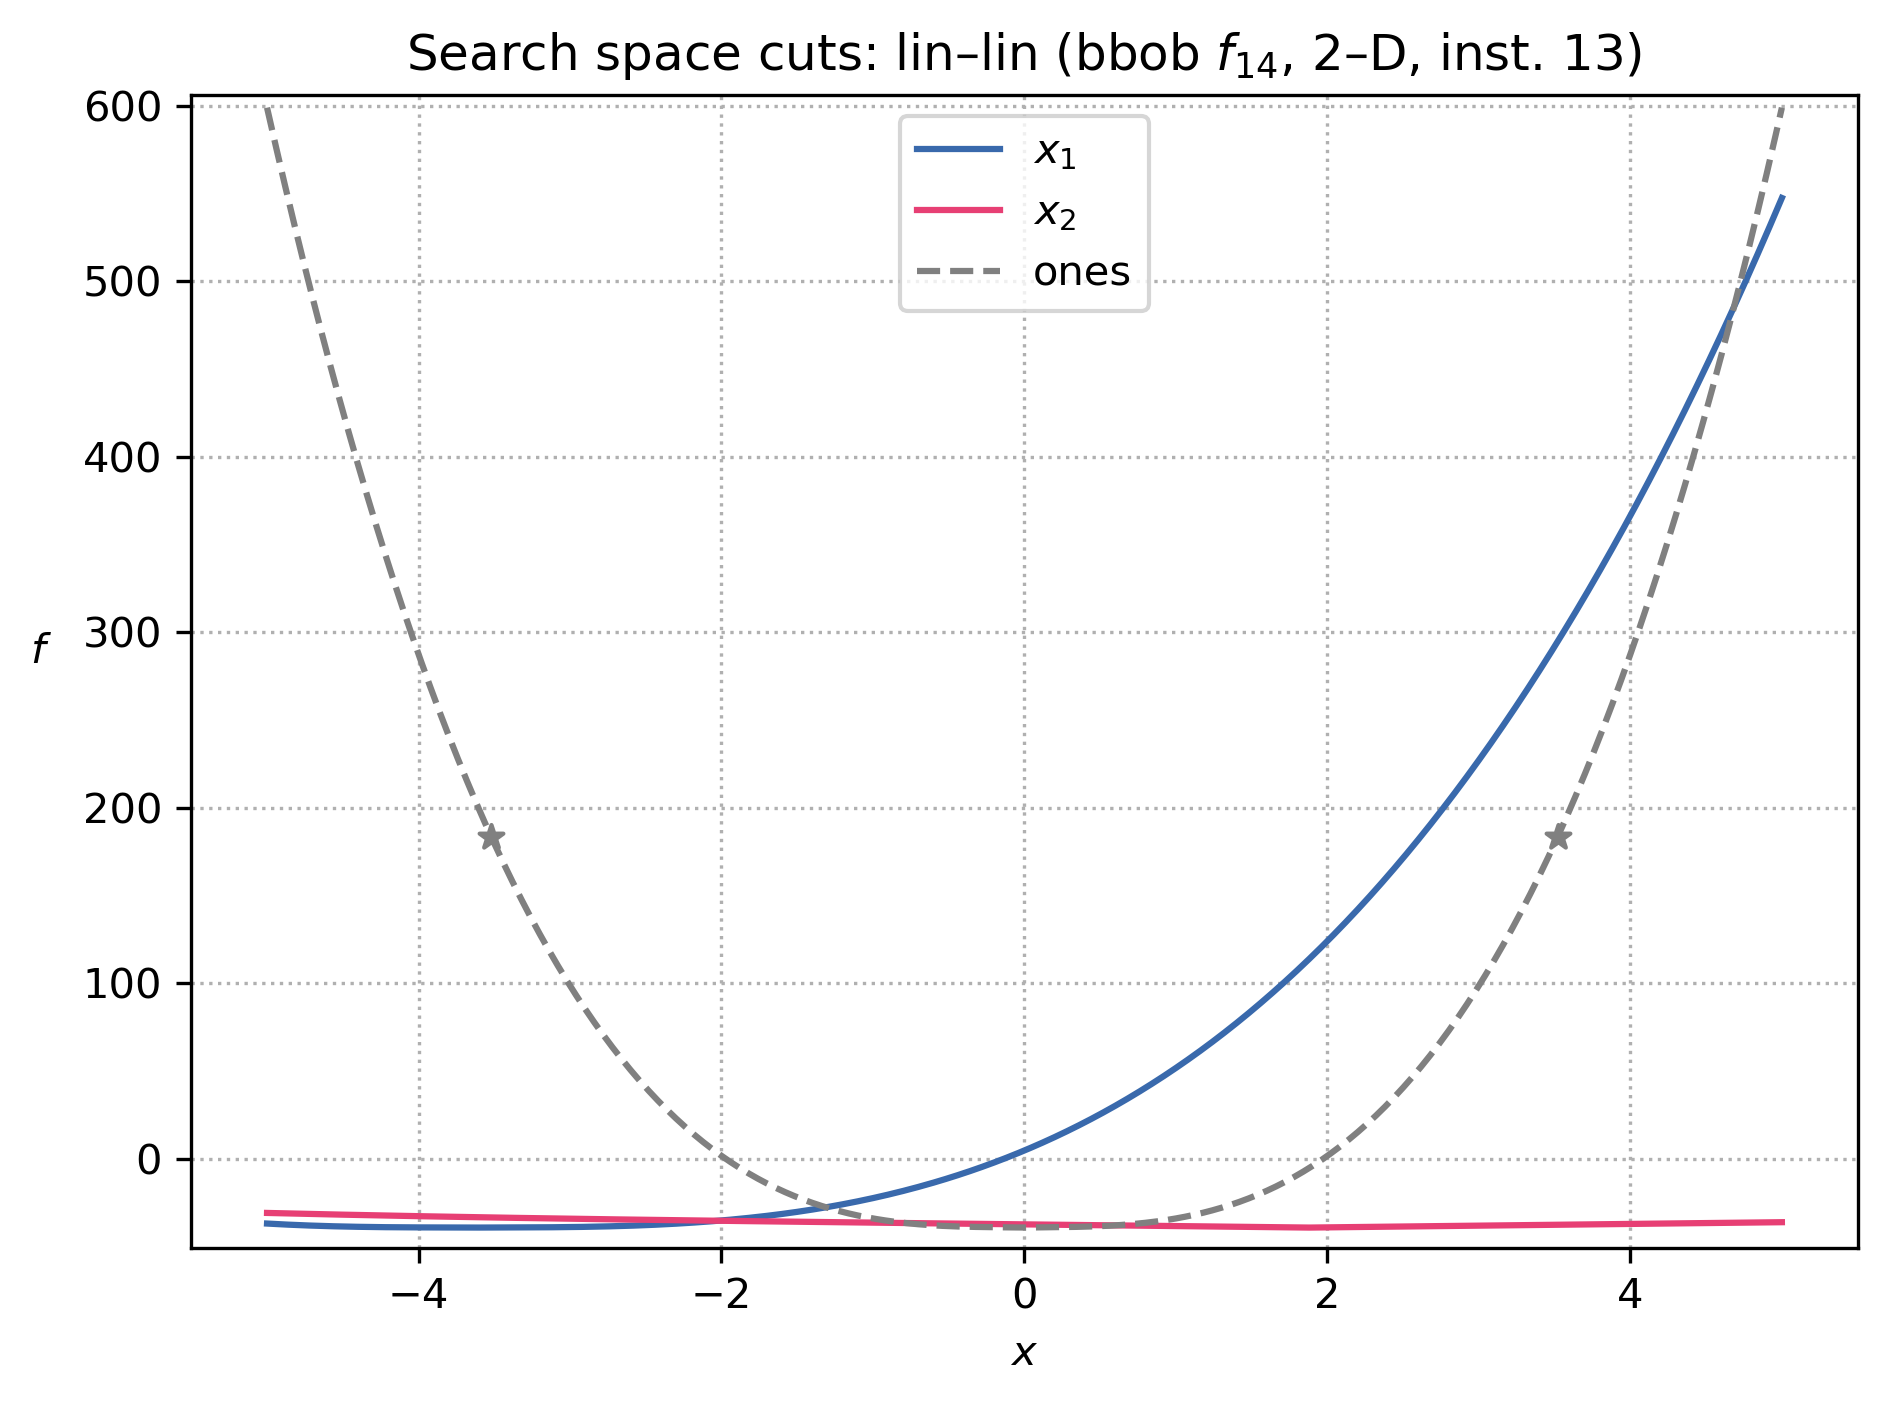 Search space cuts: lin–lin (bbob f₁₄, 2–D, inst. 13)
600
500
400
300
200
100
0
f
x₁
x₂
ones
−4
−2
0
2
4
x